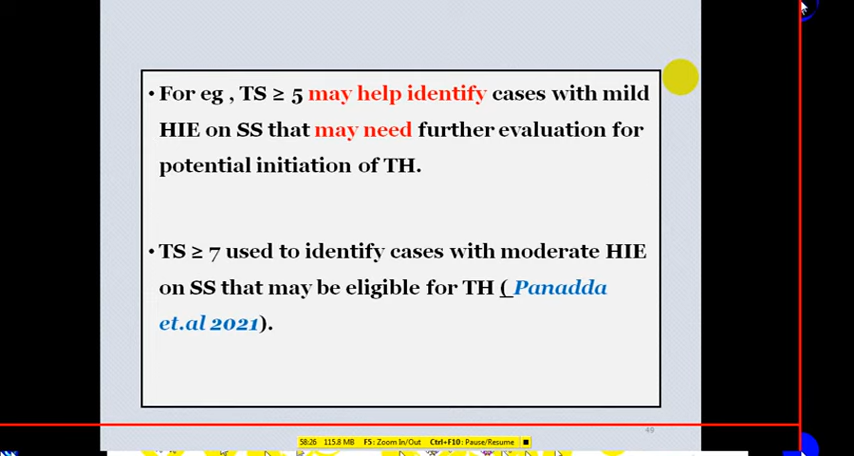 • For eg , TS ≥ 5 may help identify cases with mild
HIE on SS that may need further evaluation for
potential initiation of TH.
• TS ≥ 7 used to identify cases with moderate HIE
on SS that may be eligible for TH ( Panadda
et.al 2021).
49
58:26 115.8 MB F5: Zoom In/Out Ctrl+F10: Pause/Resume